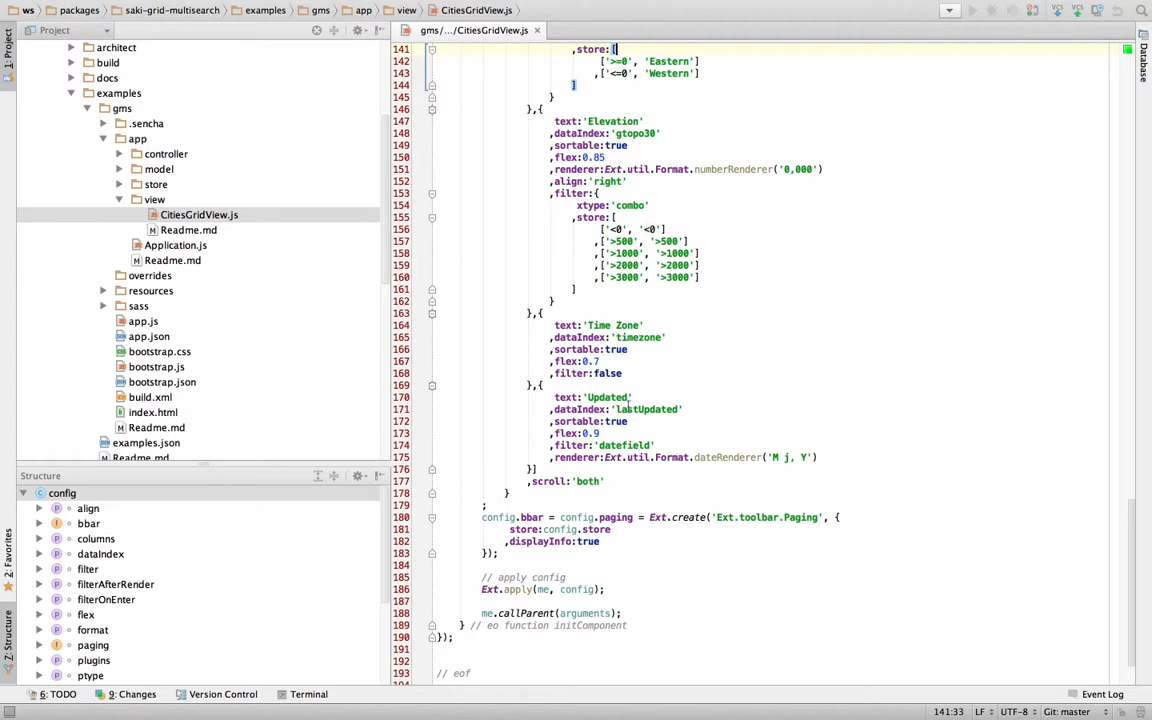 ws packages saki-grid-multisearch examples gms app view CitiesGridView.js
Project
gms/.../CitiesGridView.js
1: Project
Database
architect
build
docs
examples
gms
.sencha
app
controller
model
store
view
CitiesGridView.js
Readme.md
Application.js
Readme.md
overrides
resources
sass
app.js
app.json
bootstrap.css
bootstrap.js
bootstrap.json
build.xml
index.html
Readme.md
examples.json
Readme.md
Structure
config
align
bbar
columns
dataIndex
filter
filterAfterRender
filterOnEnter
flex
format
paging
plugins
ptype
2: Favorites
7: Structure
141 ,store:[
142 ['>=0', 'Eastern']
143 ,['<=0', 'Western']
144 ]
145 }
146 },{
147 text:'Elevation'
148 ,dataIndex:'gtopo30'
149 ,sortable:true
150 ,flex:0.85
151 ,renderer:Ext.util.Format.numberRenderer('0,000')
152 ,align:'right'
153 ,filter:{
154 xtype:'combo'
155 ,store:[
156 ['<0', '<0']
157 ,['>500', '>500']
158 ,['>1000', '>1000']
159 ,['>2000', '>2000']
160 ,['>3000', '>3000']
161 ]
162 }
163 },{
164 text:'Time Zone'
165 ,dataIndex:'timezone'
166 ,sortable:true
167 ,flex:0.7
168 ,filter:false
169 },{
170 text:'Updated'
171 ,dataIndex:'lastUpdated'
172 ,sortable:true
173 ,flex:0.9
174 ,filter:'datefield'
175 ,renderer:Ext.util.Format.dateRenderer('M j, Y')
176 }]
177 ,scroll:'both'
178 }
179 ;
180 config.bbar = config.paging = Ext.create('Ext.toolbar.Paging', {
181 store:config.store
182 ,displayInfo:true
183 });
184
185 // apply config
186 Ext.apply(me, config);
187
188 me.callParent(arguments);
189 } // eo function initComponent
190 });
191
192
193 // eof
194
6: TODO 9: Changes Version Control Terminal Event Log
141:33 LF UTF-8 Git: master